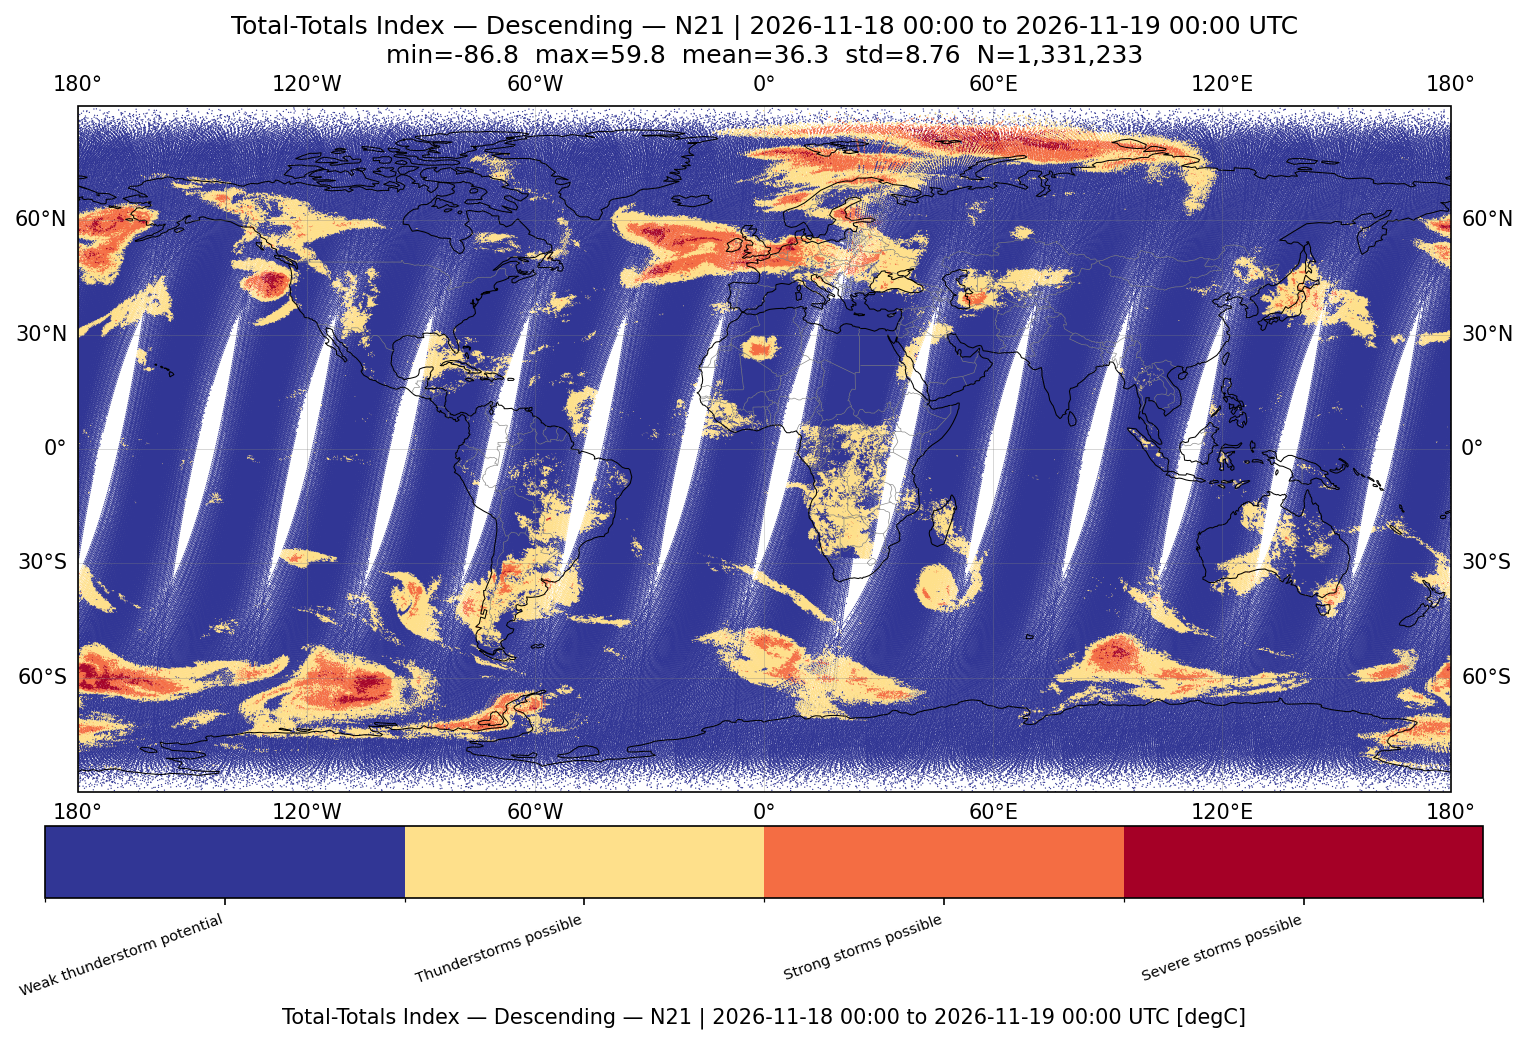 Total-Totals Index — Descending — N21 | 2026-11-18 00:00 to 2026-11-19 00:00 UTC
min=-86.8 max=59.8 mean=36.3 std=8.76 N=1,331,233
180° 120°W 60°W 0° 60°E 120°E 180°
60°N 60°N
30°N 30°N
0° 0°
30°S 30°S
60°S 60°S
180° 120°W 60°W 0° 60°E 120°E 180°
Weak thunderstorm potential Thunderstorms possible Strong storms possible Severe storms possible
Total-Totals Index — Descending — N21 | 2026-11-18 00:00 to 2026-11-19 00:00 UTC [degC]